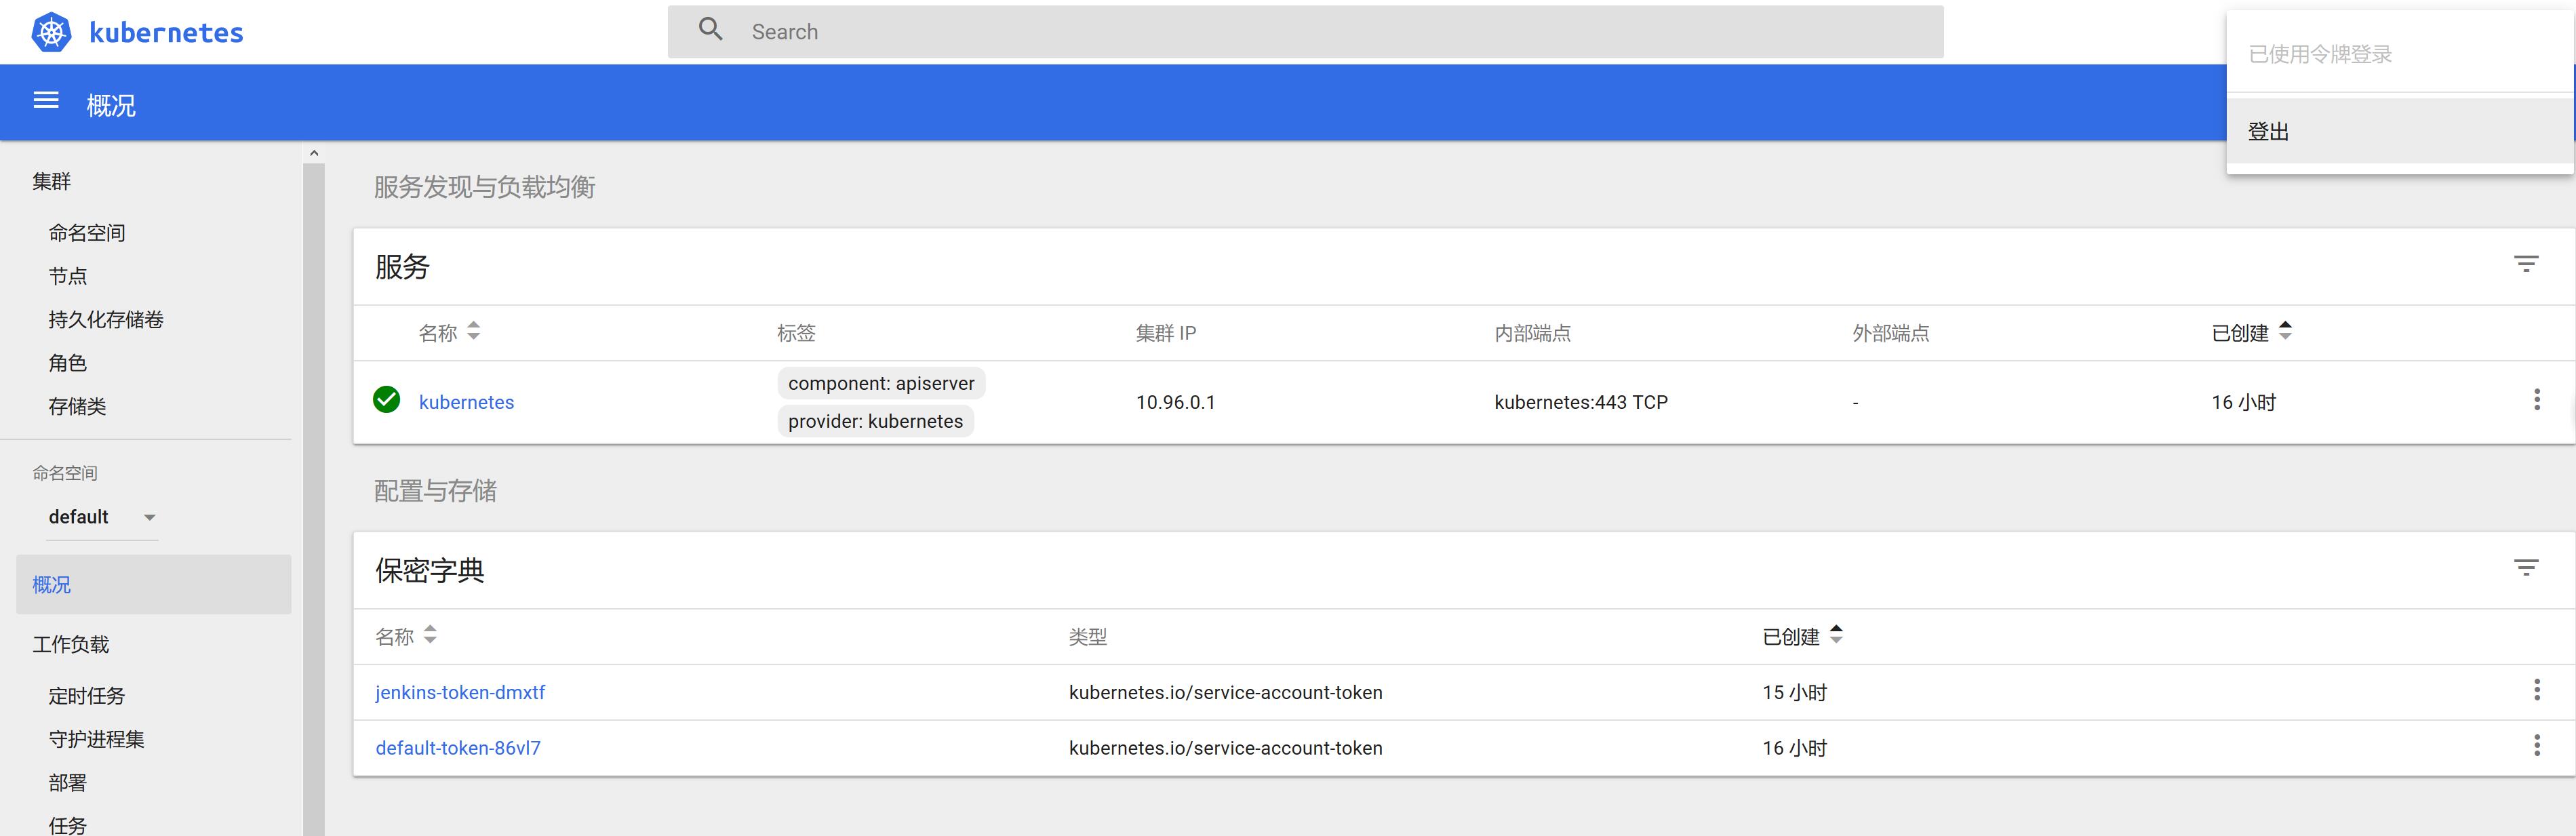 kubernetes
Search
已使用令牌登录
登出
概况
集群
命名空间
节点
持久化存储卷
角色
存储类
命名空间
default
概况
工作负载
定时任务
守护进程集
部署
任务
服务发现与负载均衡
服务
名称 标签 集群 IP 内部端点 外部端点 已创建
kubernetes component: apiserver provider: kubernetes 10.96.0.1 kubernetes:443 TCP - 16 小时
配置与存储
保密字典
名称 类型 已创建
jenkins-token-dmxtf kubernetes.io/service-account-token 15 小时
default-token-86vl7 kubernetes.io/service-account-token 16 小时